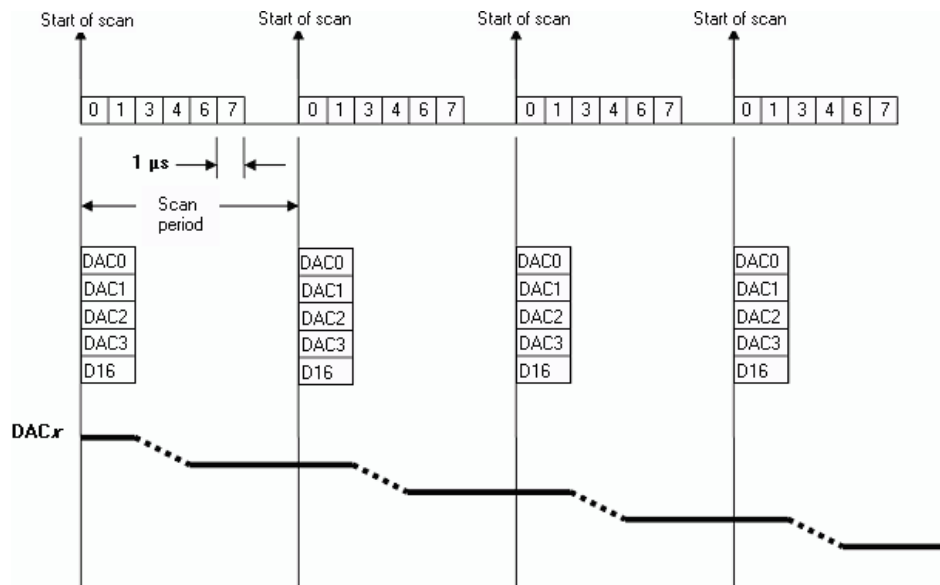 Start of scan Start of scan Start of scan Start of scan
0 1 3 4 6 7 0 1 3 4 6 7 0 1 3 4 6 7 0 1 3 4 6 7
1 µs
Scan
period
DAC0 DAC0 DAC0 DAC0
DAC1 DAC1 DAC1 DAC1
DAC2 DAC2 DAC2 DAC2
DAC3 DAC3 DAC3 DAC3
D16 D16 D16 D16
DACx